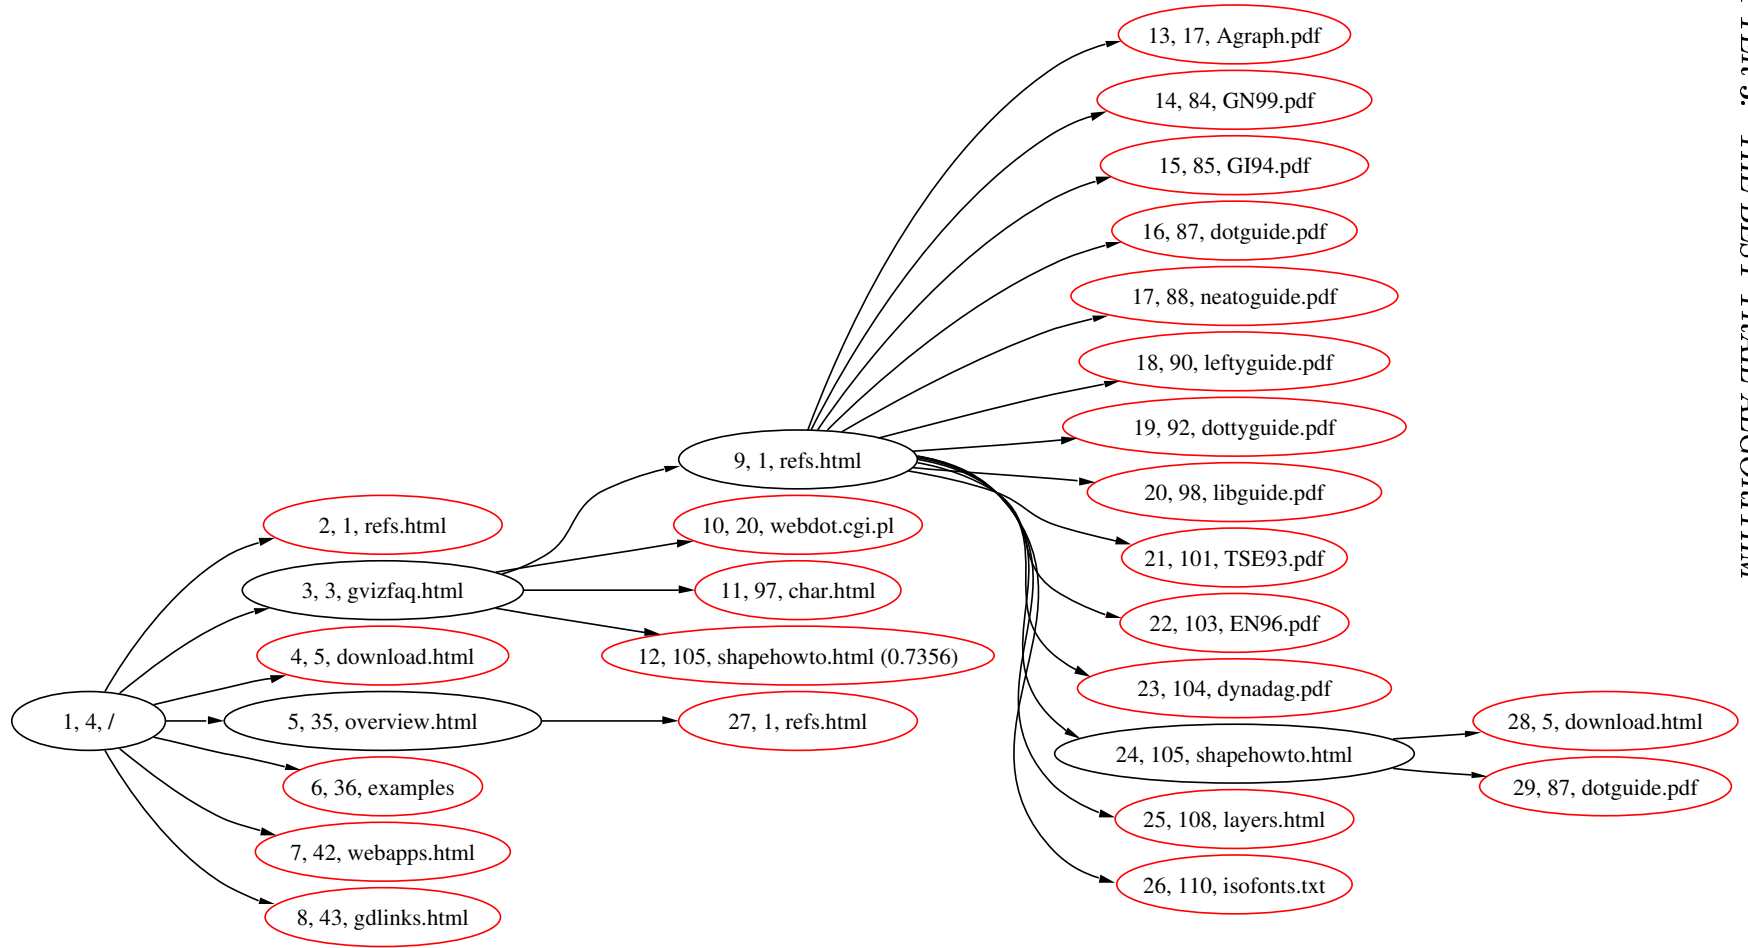 13, 17, Agraph.pdf
14, 84, GN99.pdf
15, 85, GI94.pdf
16, 87, dotguide.pdf
17, 88, neatoguide.pdf
18, 90, leftyguide.pdf
19, 92, dottyguide.pdf
9, 1, refs.html
20, 98, libguide.pdf
2, 1, refs.html
10, 20, webdot.cgi.pl
21, 101, TSE93.pdf
3, 3, gvizfaq.html
11, 97, char.html
22, 103, EN96.pdf
4, 5, download.html
12, 105, shapehowto.html (0.7356)
23, 104, dynadag.pdf
1, 4, /
5, 35, overview.html
27, 1, refs.html
24, 105, shapehowto.html
28, 5, download.html
6, 36, examples
29, 87, dotguide.pdf
25, 108, layers.html
7, 42, webapps.html
26, 110, isofonts.txt
8, 43, gdlinks.html